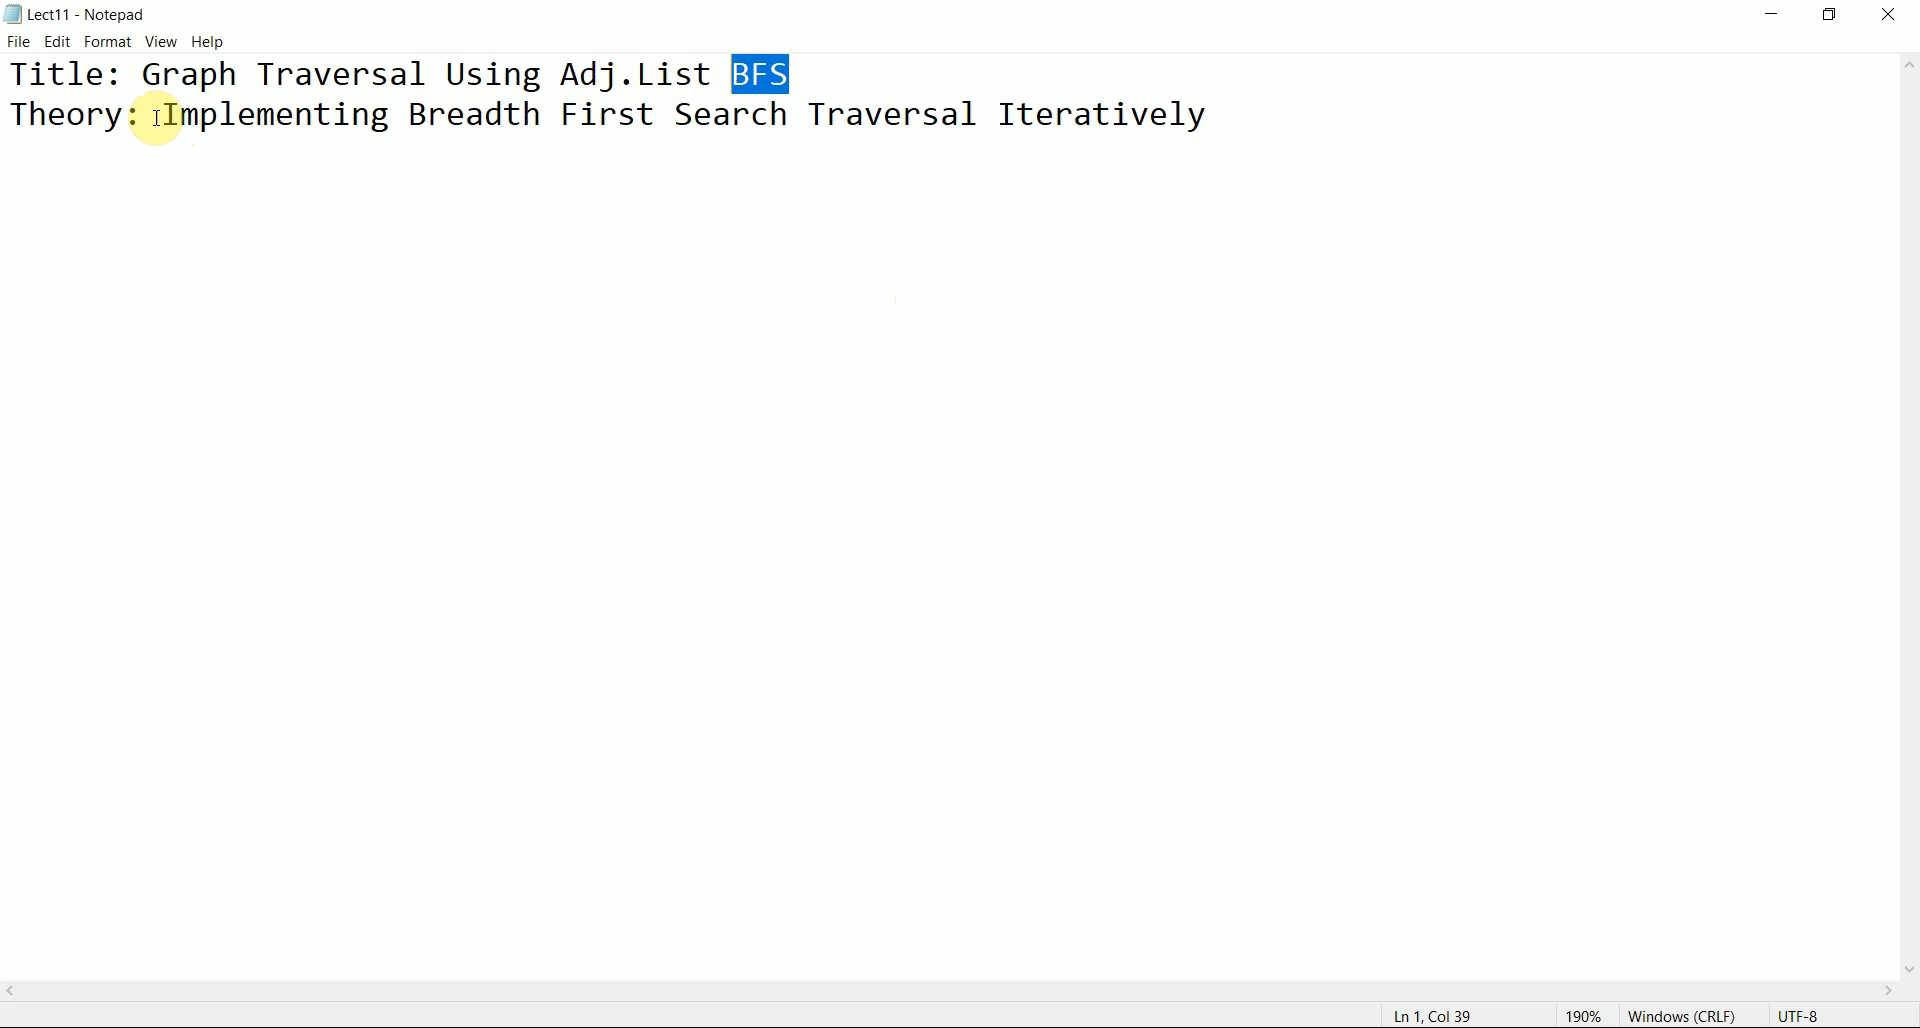 Lect11 - Notepad
File Edit Format View Help
Title: Graph Traversal Using Adj.List BFS
Theory: Implementing Breadth First Search Traversal Iteratively
Ln 1, Col 39 190% Windows (CRLF) UTF-8